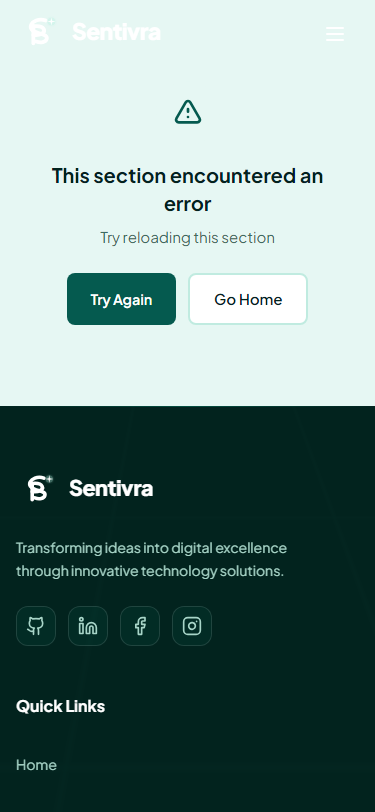 Sentivra
This section encountered an
error
Try reloading this section
Try Again
Go Home
Sentivra
Transforming ideas into digital excellence
through innovative technology solutions.
Quick Links
Home